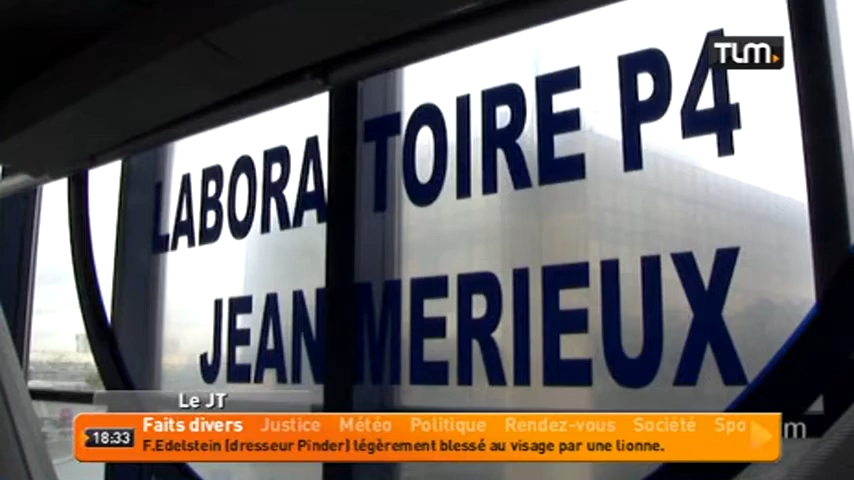 TLM
LABORATOIRE P4
JEAN MERIEUX
Le JT
18:33
Faits divers Justice Météo Politique Rendez-vous Société Spo
F.Edelstein (dresseur Pinder) légèrement blessé au visage par une lionne.
m